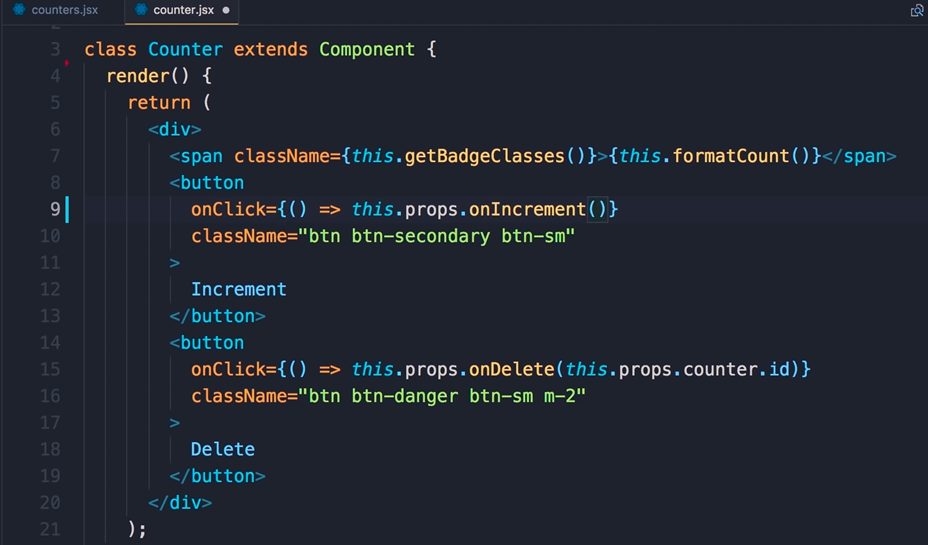 counters.jsx counter.jsx
2
3 class Counter extends Component {
4 render() {
5 return (
6 <div>
7 <span className={this.getBadgeClasses()}>{this.formatCount()}</span>
8 <button
9 onClick={() => this.props.onIncrement()}
10 className="btn btn-secondary btn-sm"
11 >
12 Increment
13 </button>
14 <button
15 onClick={() => this.props.onDelete(this.props.counter.id)}
16 className="btn btn-danger btn-sm m-2"
17 >
18 Delete
19 </button>
20 </div>
21 );